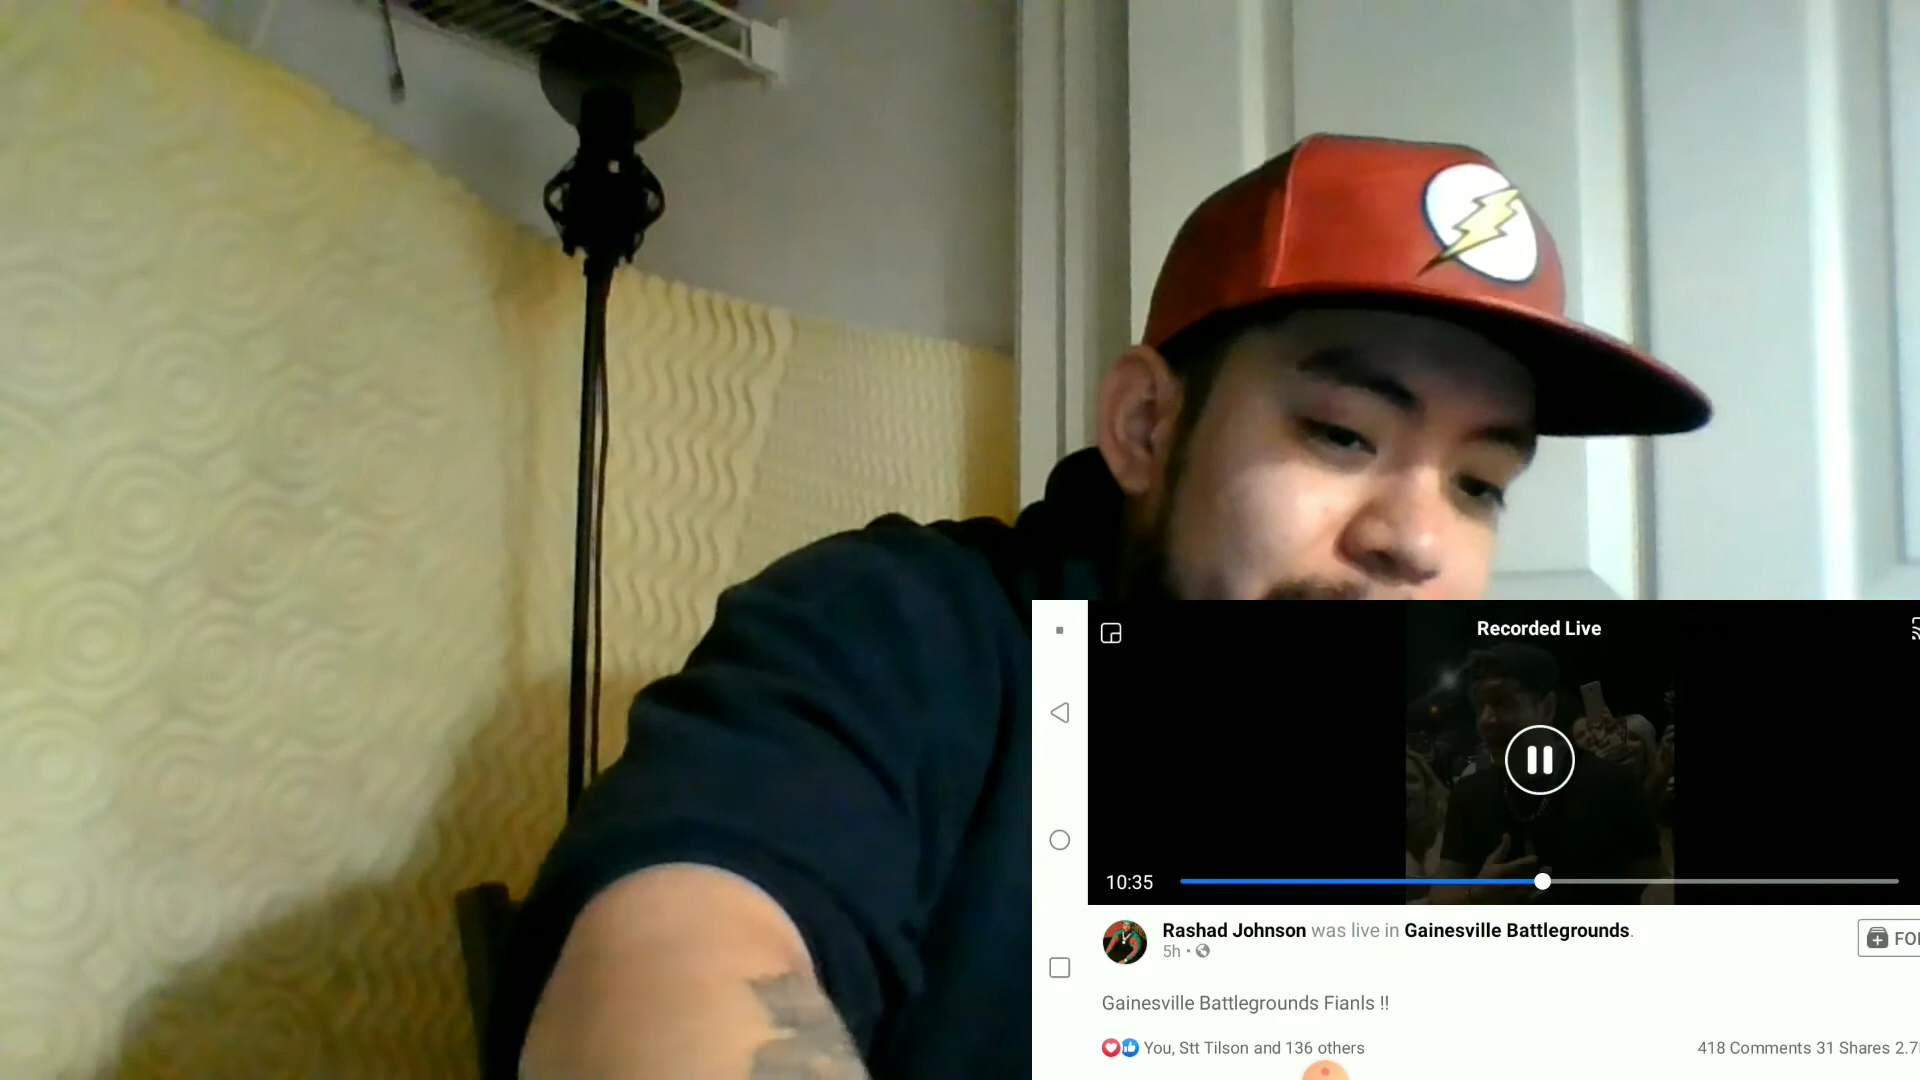 Recorded Live
10:35
Rashad Johnson was live in Gainesville Battlegrounds.
5h
Gainesville Battlegrounds Fianls !!
You, Stt Tilson and 136 others
418 Comments 31 Shares